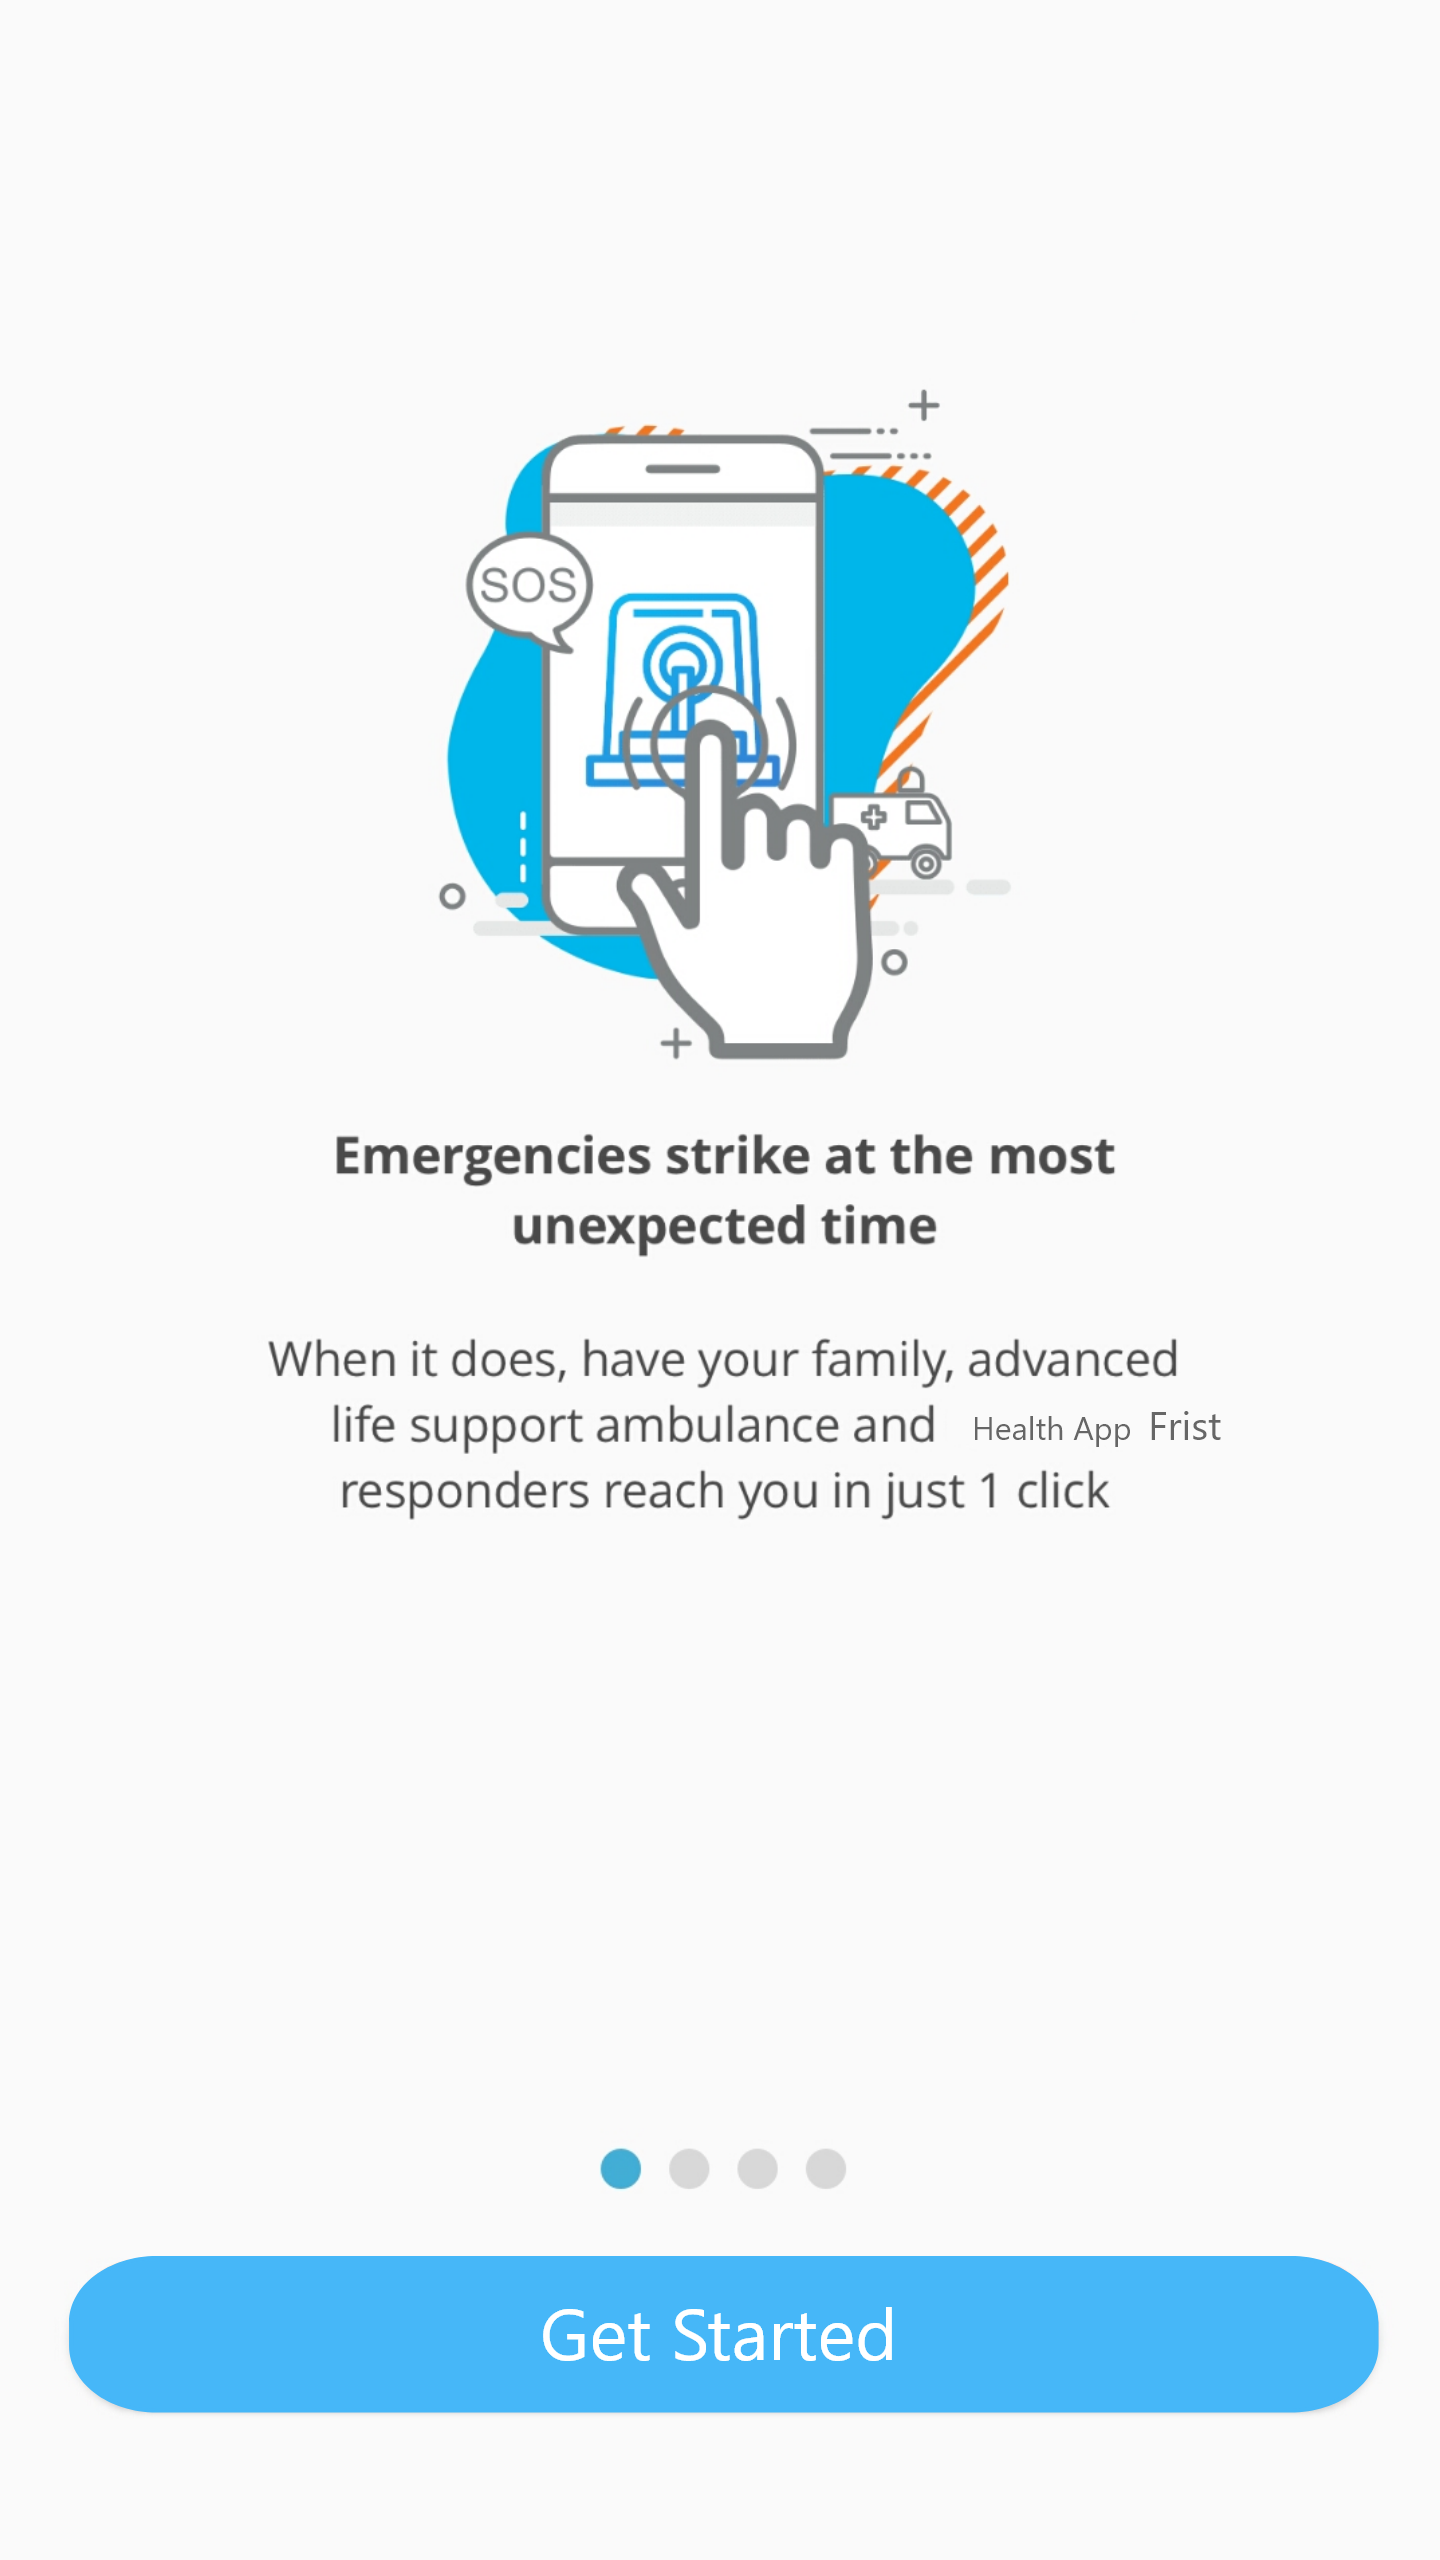 SOS
Emergencies strike at the most
unexpected time
When it does, have your family, advanced
life support ambulance and Health App Frist
responders reach you in just 1 click
Get Started